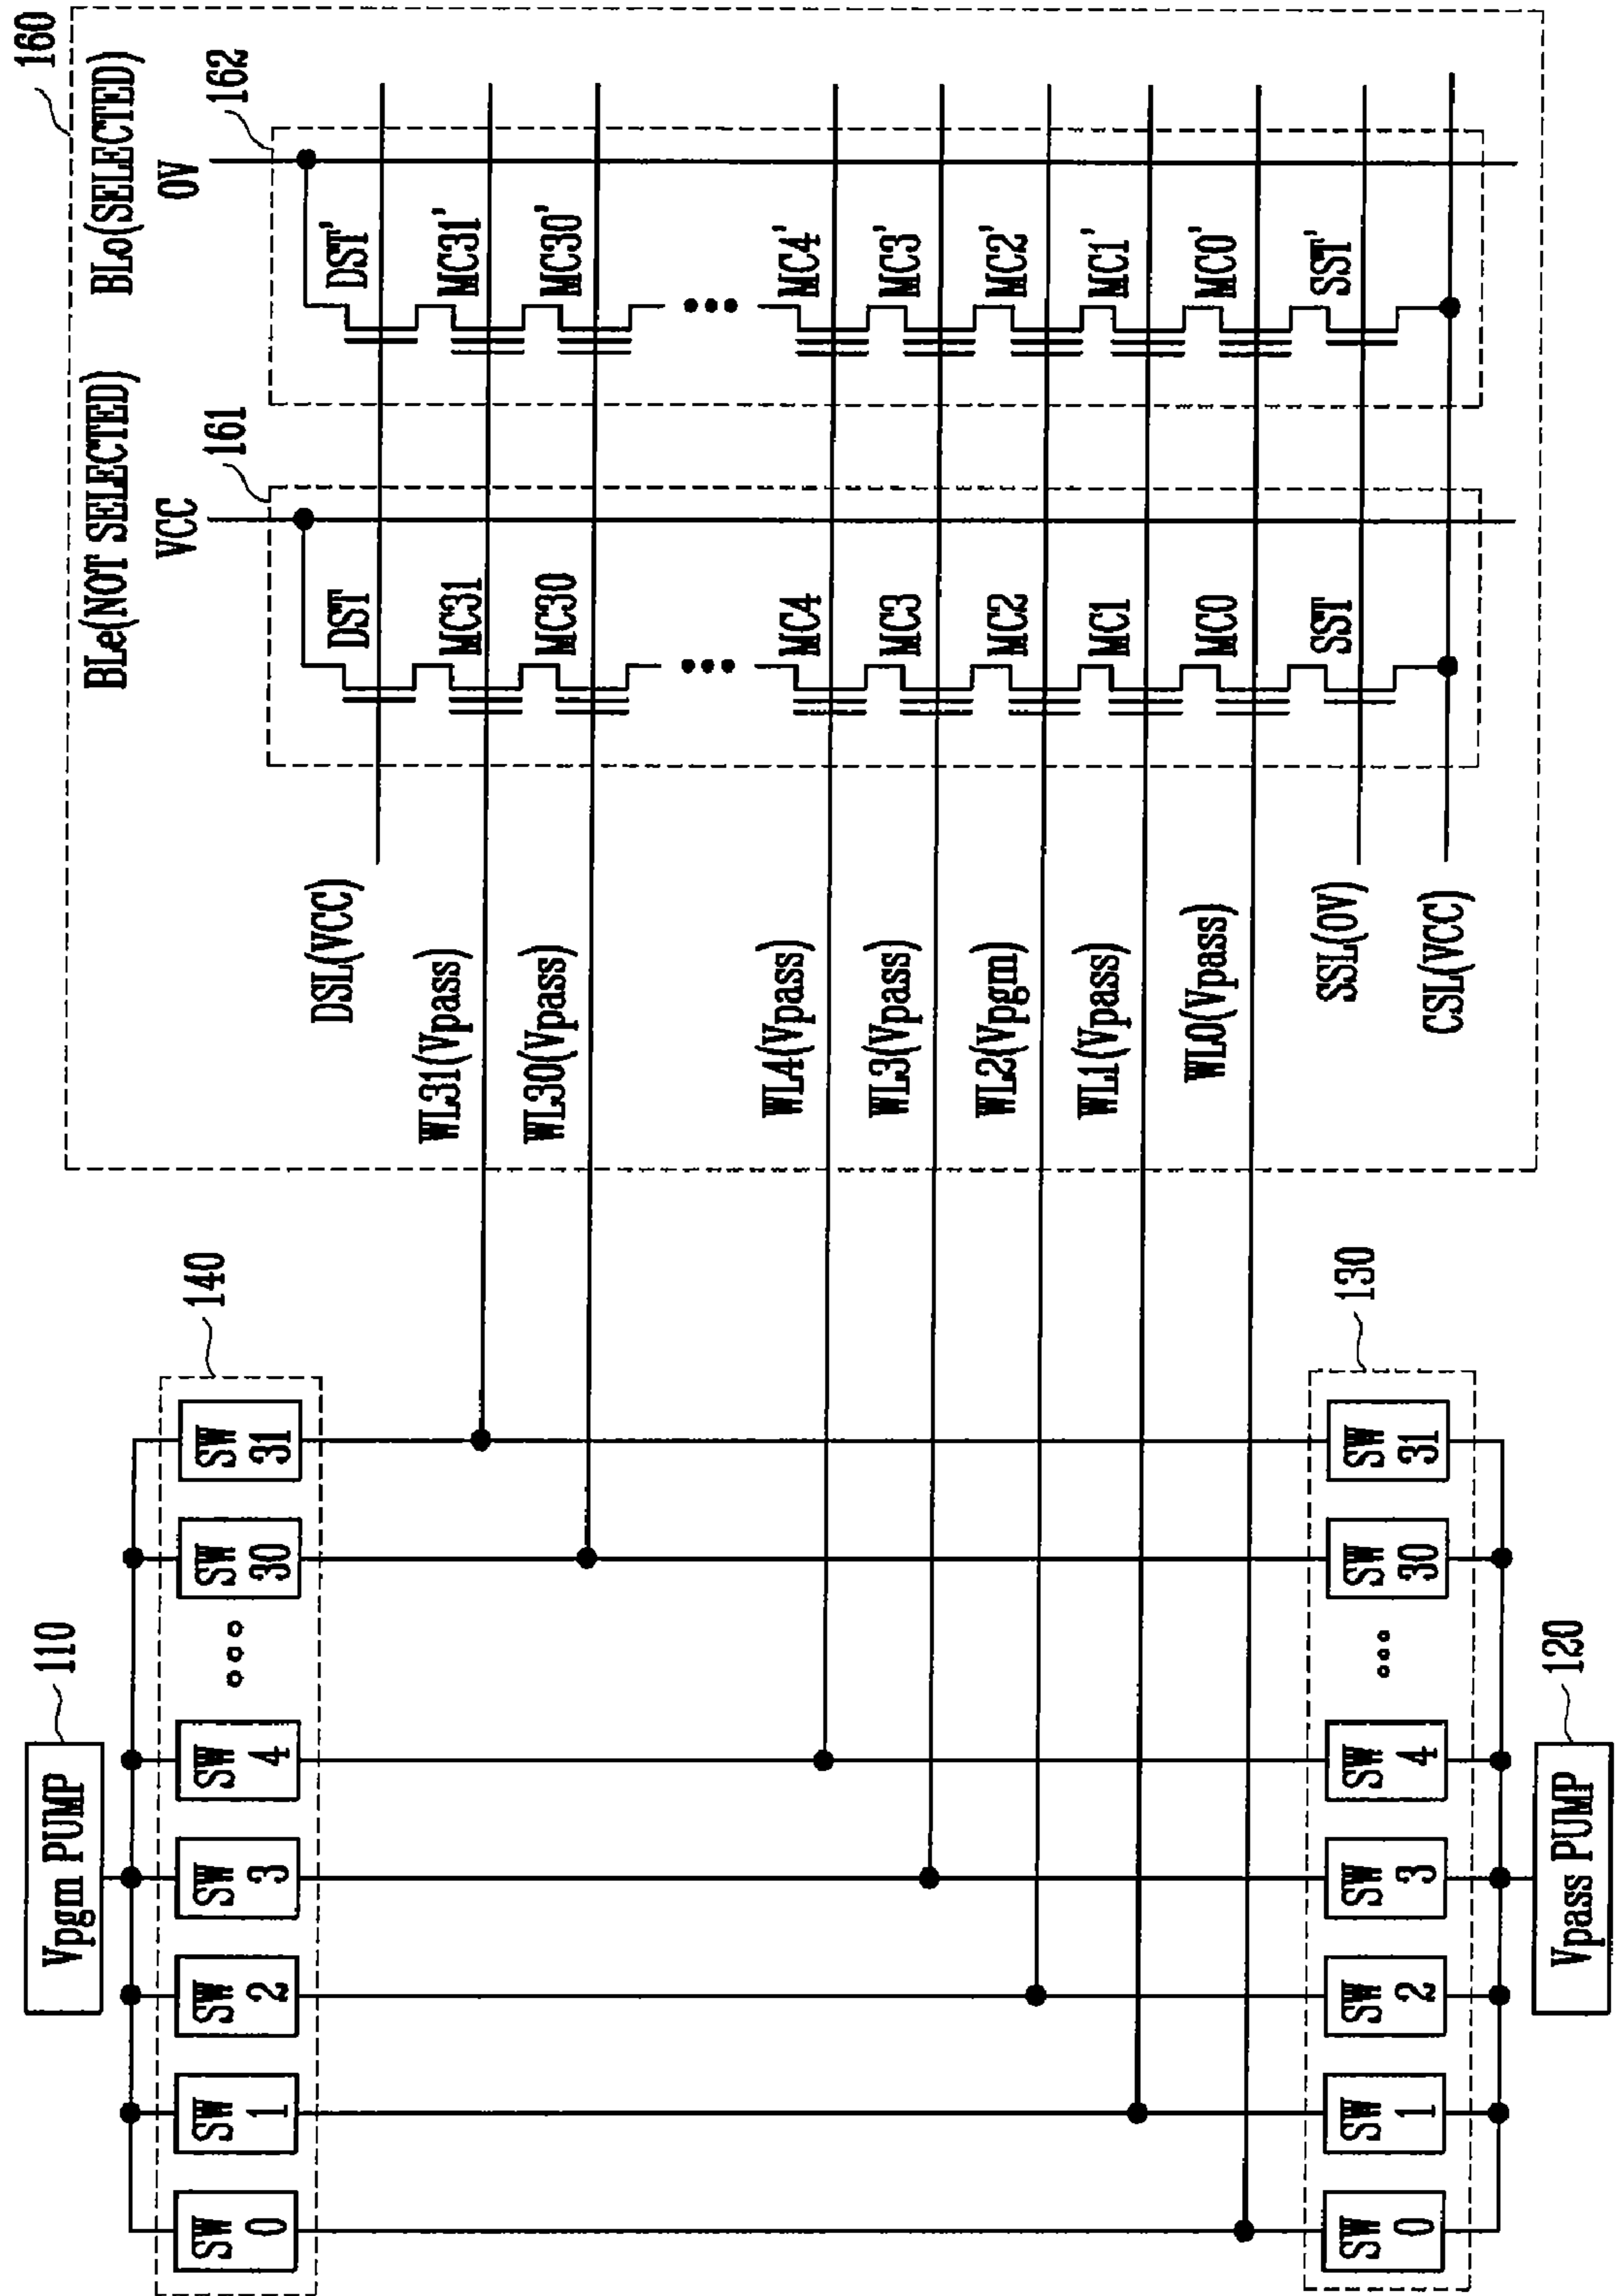 160
BLe(NOT SELECTED)
BLo(SELECTED)
VCC
0V
161
162
DSL(VCC)
DST
DST'
WL31(Vpass)
MC31
MC31'
WL30(Vpass)
MC30
MC30'
WL4(Vpass)
MC4
MC4'
WL3(Vpass)
MC3
MC3'
WL2(Vpgm)
MC2
MC2'
WL1(Vpass)
MC1
MC1'
WL0(Vpass)
MC0
MC0'
SSL(0V)
SST
SST'
CSL(VCC)
Vpgm PUMP
110
140
SW
0
SW
1
SW
2
SW
3
SW
4
SW
30
SW
31
130
SW
0
SW
1
SW
2
SW
3
SW
4
SW
30
SW
31
Vpass PUMP
120